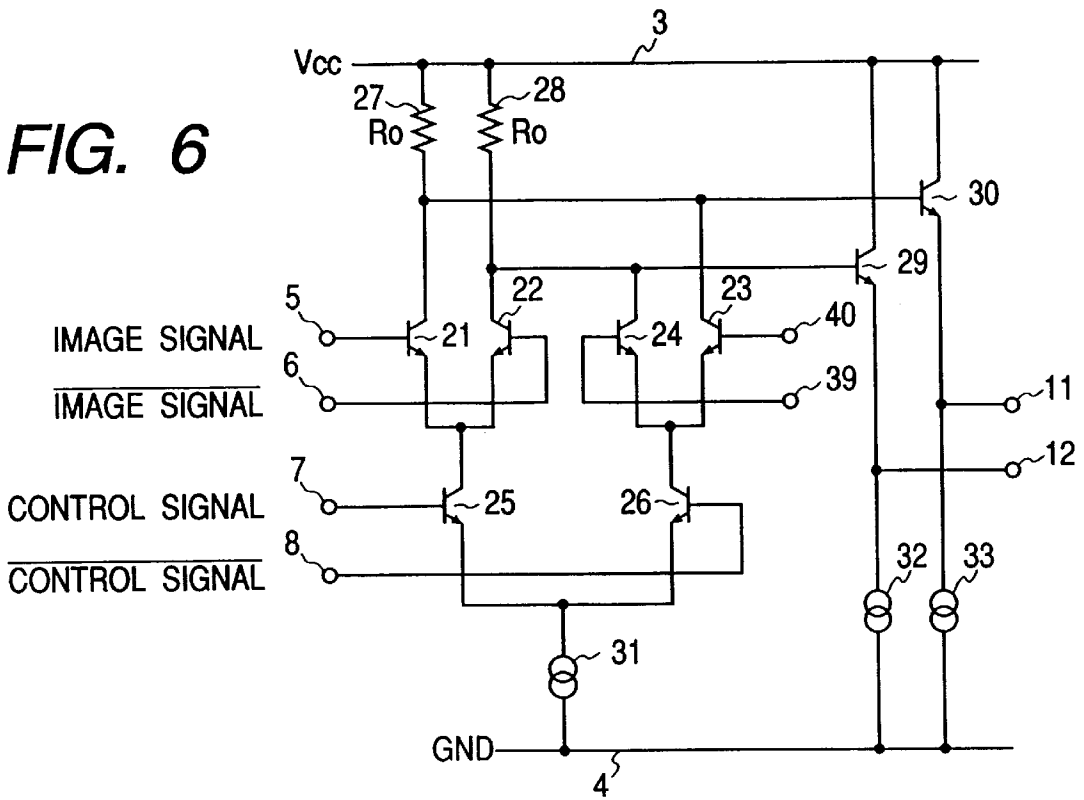 FIG. 6
3
Vcc
27
28
Ro
Ro
30
29
22
23
5
40
IMAGE SIGNAL
21
24
6
39
IMAGE SIGNAL
11
12
7
CONTROL SIGNAL
25
26
8
CONTROL SIGNAL
32
33
31
GND
4